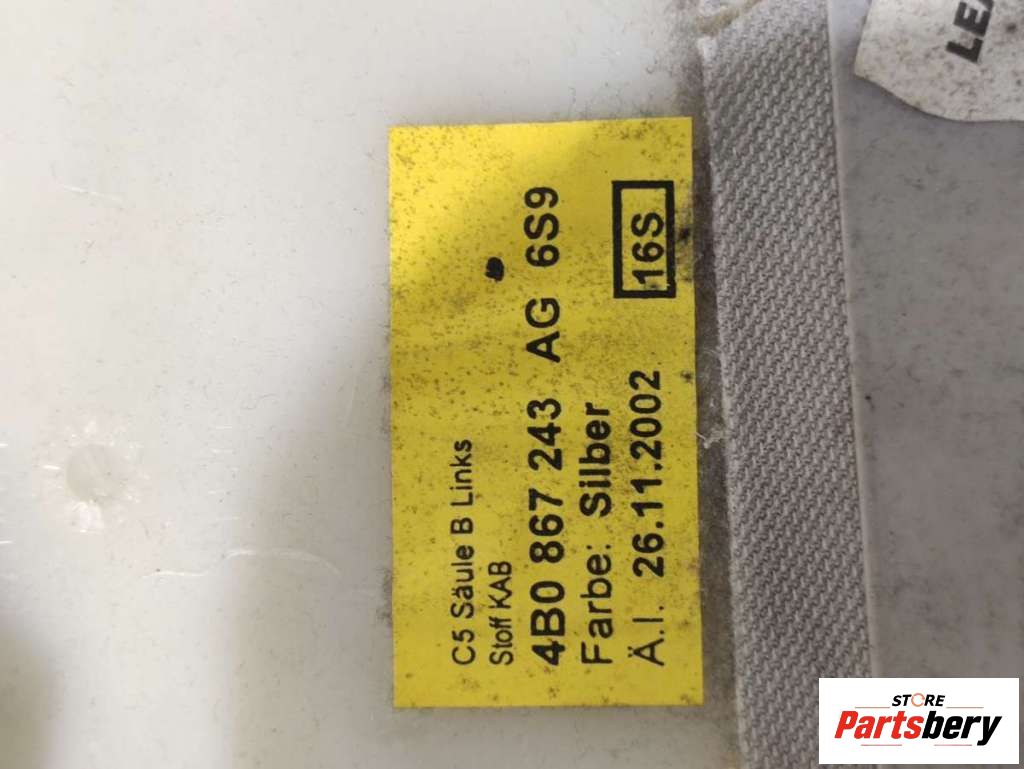 C5 Säule B Links
Stoff KAB
4B0 867 243 AG 6S9
Farbe: Silber
Ä.I. 26.11.2002 16S
STORE
Partsbery